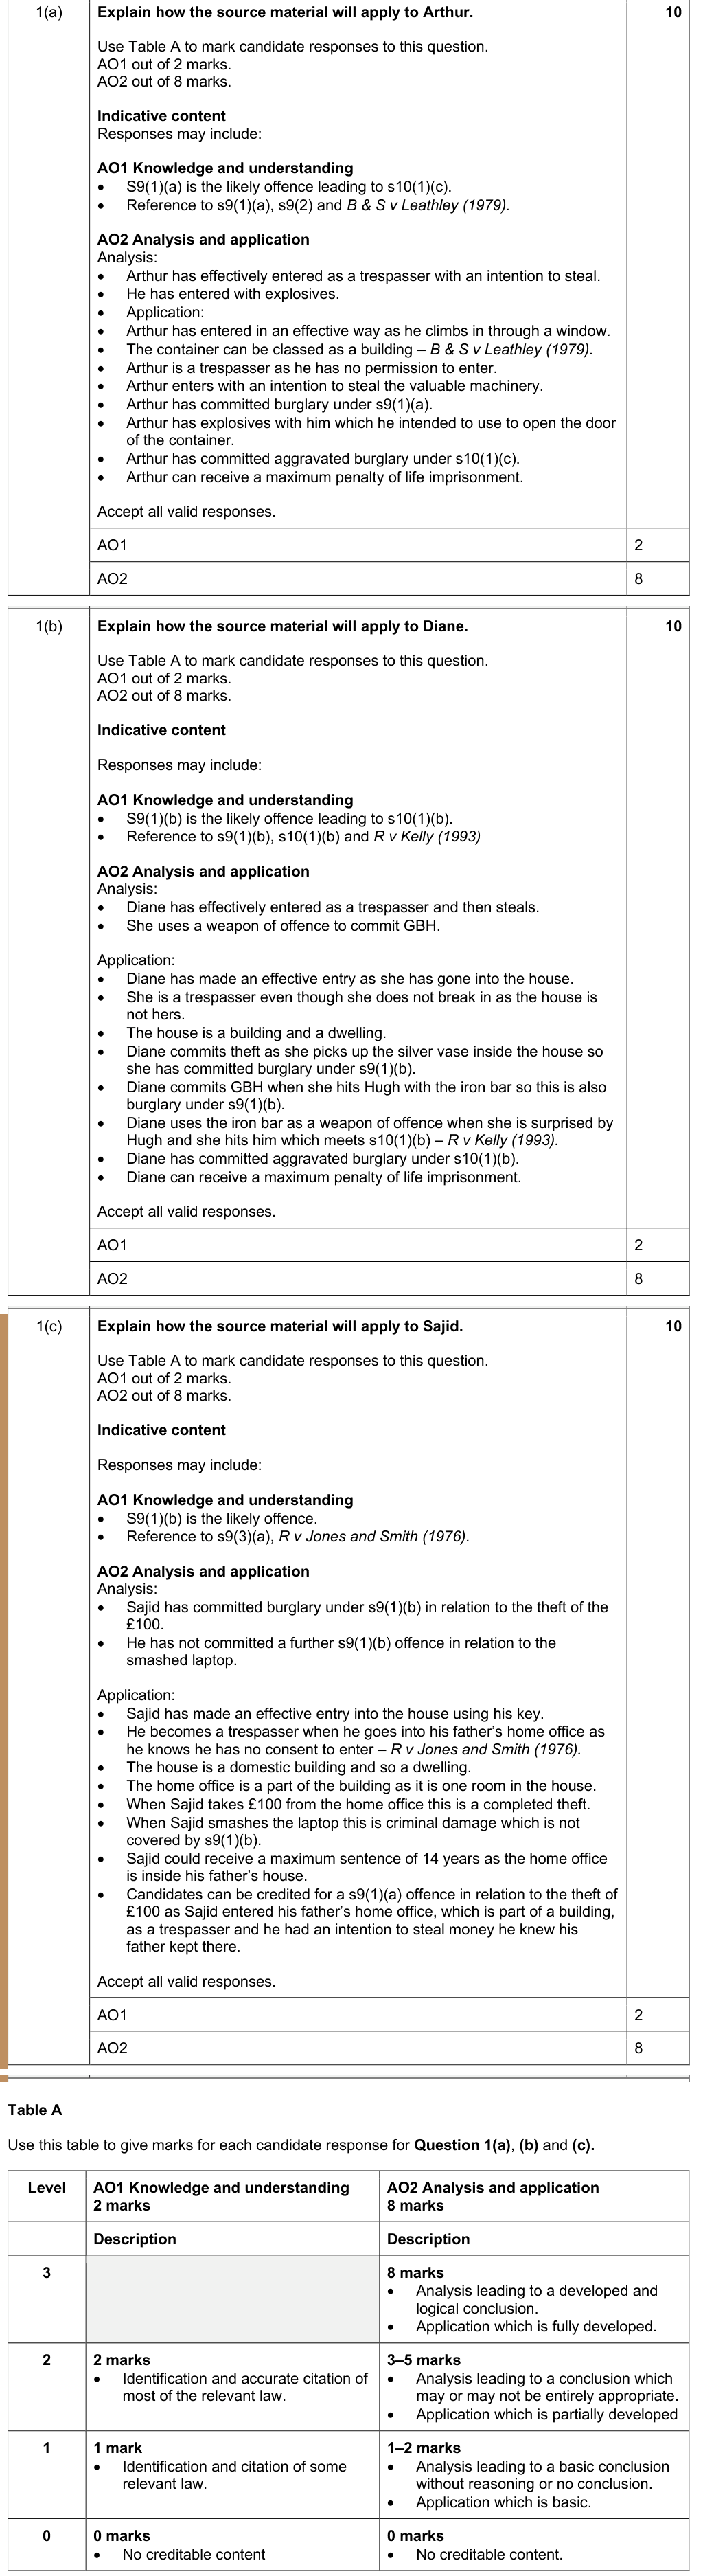 1(a) Explain how the source material will apply to Arthur. 10
Use Table A to mark candidate responses to this question.
AO1 out of 2 marks.
AO2 out of 8 marks.
Indicative content
Responses may include:
AO1 Knowledge and understanding
• S9(1)(a) is the likely offence leading to s10(1)(c).
• Reference to s9(1)(a), s9(2) and B & S v Leathley (1979).
AO2 Analysis and application
Analysis:
• Arthur has effectively entered as a trespasser with an intention to steal.
• He has entered with explosives.
• Application:
• Arthur has entered in an effective way as he climbs in through a window.
• The container can be classed as a building – B & S v Leathley (1979).
• Arthur is a trespasser as he has no permission to enter.
• Arthur enters with an intention to steal the valuable machinery.
• Arthur has committed burglary under s9(1)(a).
• Arthur has explosives with him which he intended to use to open the door
of the container.
• Arthur has committed aggravated burglary under s10(1)(c).
• Arthur can receive a maximum penalty of life imprisonment.
Accept all valid responses.
AO1 2
AO2 8
1(b) Explain how the source material will apply to Diane. 10
Use Table A to mark candidate responses to this question.
AO1 out of 2 marks.
AO2 out of 8 marks.
Indicative content
Responses may include:
AO1 Knowledge and understanding
• S9(1)(b) is the likely offence leading to s10(1)(b).
• Reference to s9(1)(b), s10(1)(b) and R v Kelly (1993)
AO2 Analysis and application
Analysis:
• Diane has effectively entered as a trespasser and then steals.
• She uses a weapon of offence to commit GBH.
Application:
• Diane has made an effective entry as she has gone into the house.
• She is a trespasser even though she does not break in as the house is
not hers.
• The house is a building and a dwelling.
• Diane commits theft as she picks up the silver vase inside the house so
she has committed burglary under s9(1)(b).
• Diane commits GBH when she hits Hugh with the iron bar so this is also
burglary under s9(1)(b).
• Diane uses the iron bar as a weapon of offence when she is surprised by
Hugh and she hits him which meets s10(1)(b) – R v Kelly (1993).
• Diane has committed aggravated burglary under s10(1)(b).
• Diane can receive a maximum penalty of life imprisonment.
Accept all valid responses.
AO1 2
AO2 8
1(c) Explain how the source material will apply to Sajid. 10
Use Table A to mark candidate responses to this question.
AO1 out of 2 marks.
AO2 out of 8 marks.
Indicative content
Responses may include:
AO1 Knowledge and understanding
• S9(1)(b) is the likely offence.
• Reference to s9(3)(a), R v Jones and Smith (1976).
AO2 Analysis and application
Analysis:
• Sajid has committed burglary under s9(1)(b) in relation to the theft of the
£100.
• He has not committed a further s9(1)(b) offence in relation to the
smashed laptop.
Application:
• Sajid has made an effective entry into the house using his key.
• He becomes a trespasser when he goes into his father's home office as
he knows he has no consent to enter – R v Jones and Smith (1976).
• The house is a domestic building and so a dwelling.
• The home office is a part of the building as it is one room in the house.
• When Sajid takes £100 from the home office this is a completed theft.
• When Sajid smashes the laptop this is criminal damage which is not
covered by s9(1)(b).
• Sajid could receive a maximum sentence of 14 years as the home office
is inside his father's house.
• Candidates can be credited for a s9(1)(a) offence in relation to the theft of
£100 as Sajid entered his father's home office, which is part of a building,
as a trespasser and he had an intention to steal money he knew his
father kept there.
Accept all valid responses.
AO1 2
AO2 8
Table A
Use this table to give marks for each candidate response for Question 1(a), (b) and (c).
Level
AO1 Knowledge and understanding
2 marks
AO2 Analysis and application
8 marks
Description
Description
3
8 marks
• Analysis leading to a developed and
logical conclusion.
• Application which is fully developed.
2
2 marks
• Identification and accurate citation of
most of the relevant law.
3–5 marks
• Analysis leading to a conclusion which
may or may not be entirely appropriate.
• Application which is partially developed
1
1 mark
• Identification and citation of some
relevant law.
1–2 marks
• Analysis leading to a basic conclusion
without reasoning or no conclusion.
• Application which is basic.
0
0 marks
• No creditable content
0 marks
• No creditable content.